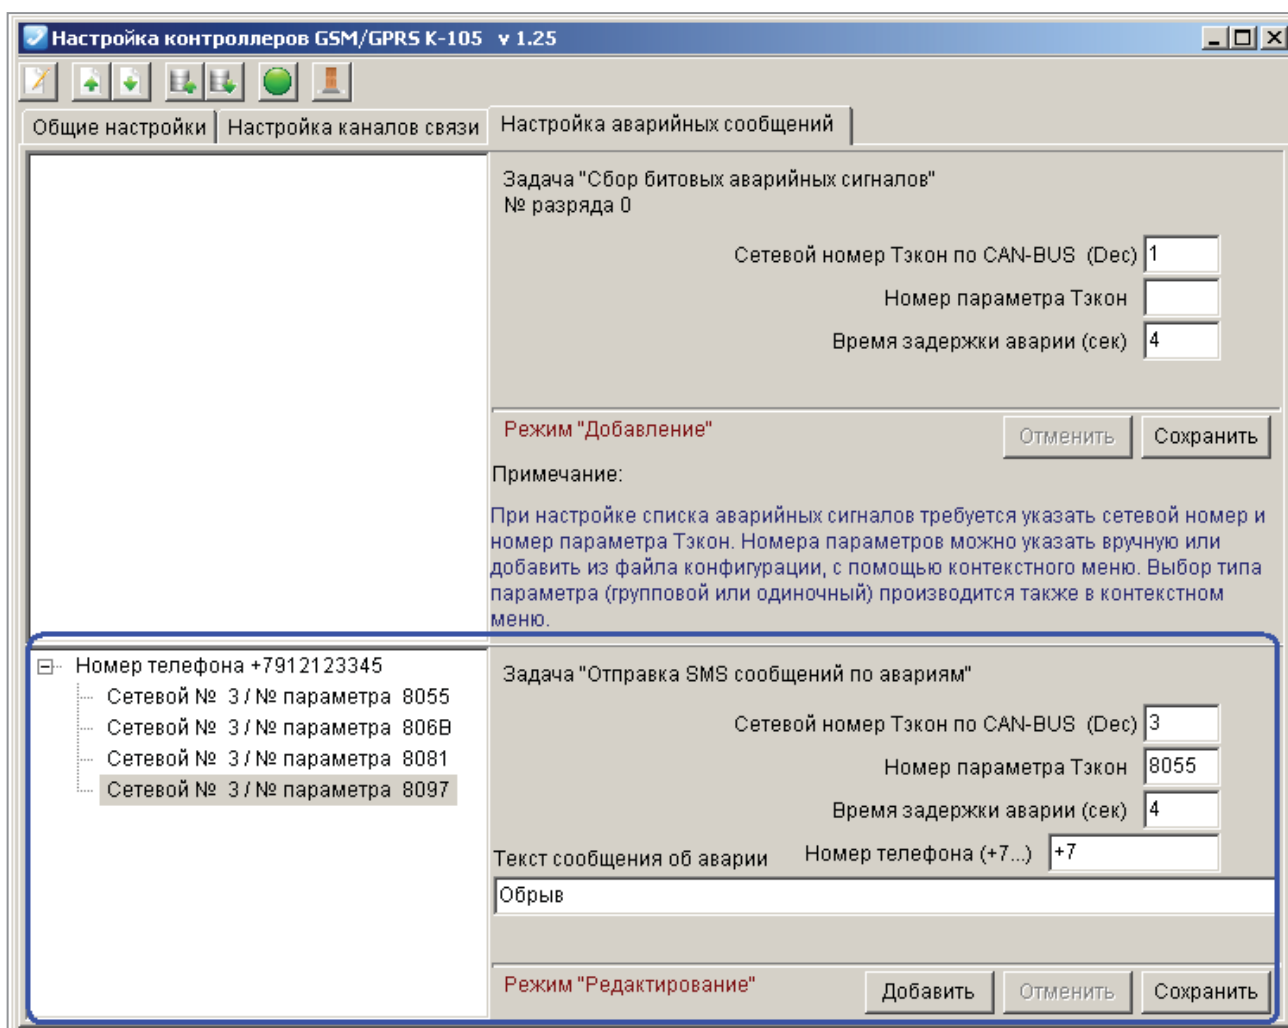 Настройка контроллеров GSM/GPRS K-105 v 1.25
Общие настройки
Настройка каналов связи
Настройка аварийных сообщений
Задача "Сбор битовых аварийных сигналов"
№ разряда 0
Сетевой номер Тэкон по CAN-BUS (Dec) 1
Номер параметра Тэкон
Время задержки аварии (сек) 4
Режим "Добавление"
Отменить
Сохранить
Примечание:
При настройке списка аварийных сигналов требуется указать сетевой номер и
номер параметра Тэкон. Номера параметров можно указать вручную или
добавить из файла конфигурации, с помощью контекстного меню. Выбор типа
параметра (групповой или одиночный) производится также в контекстном
меню.
Номер телефона +7912123345
Сетевой № 3 / № параметра 8055
Сетевой № 3 / № параметра 806B
Сетевой № 3 / № параметра 8081
Сетевой № 3 / № параметра 8097
Задача "Отправка SMS сообщений по авариям"
Сетевой номер Тэкон по CAN-BUS (Dec) 3
Номер параметра Тэкон 8055
Время задержки аварии (сек) 4
Номер телефона (+7...) +7
Текст сообщения об аварии
Обрыв
Режим "Редактирование"
Добавить
Отменить
Сохранить